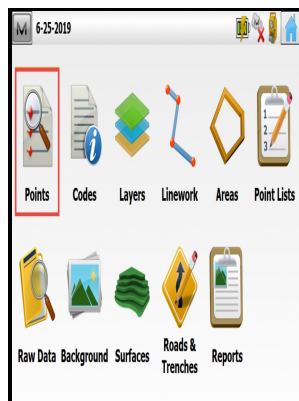 M 6-25-2019
Points Codes Layers Linework Areas Point Lists
Raw Data Background Surfaces Roads & Trenches Reports